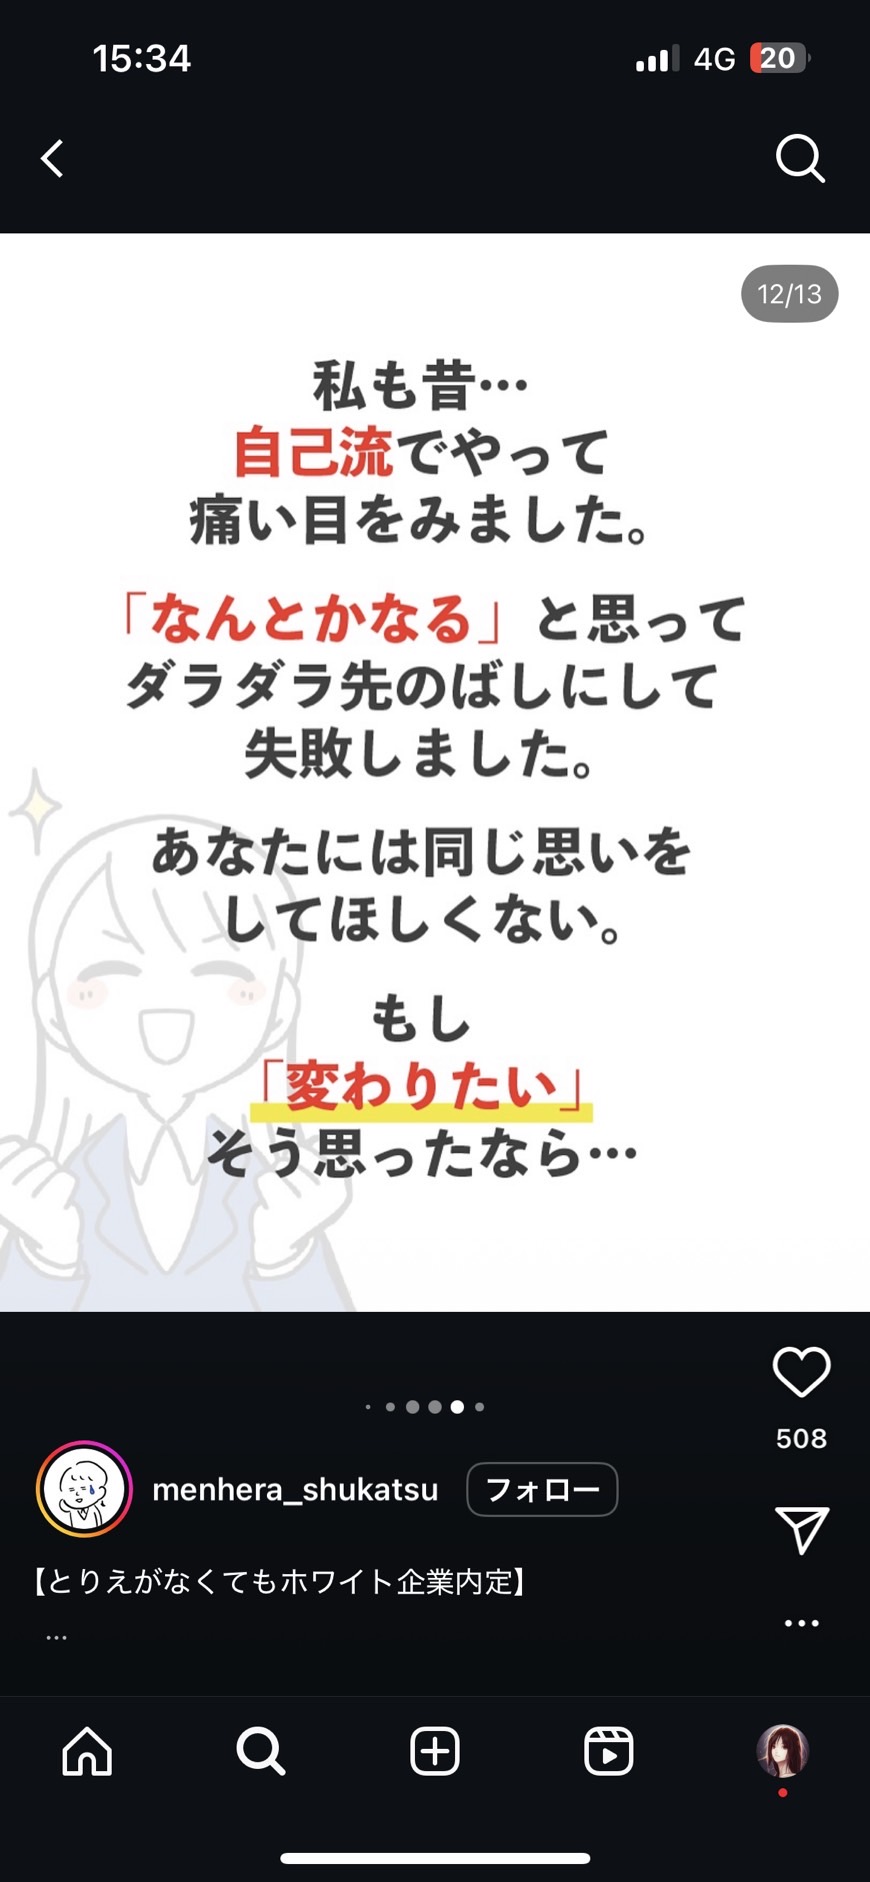 15:34
4G
20
12/13
私も昔…
自己流でやって
痛い目をみました。
「なんとかなる」と思って
ダラダラ先のばしにして
失敗しました。
あなたには同じ思いを
してほしくない。
もし
「変わりたい」
そう思ったなら…
508
menhera_shukatsu
フォロー
【とりえがなくてもホワイト企業内定】
…